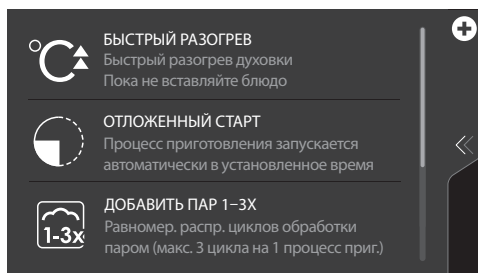 БЫСТРЫЙ РАЗОГРЕВ
Быстрый разогрев духовки
Пока не вставляйте блюдо
ОТЛОЖЕННЫЙ СТАРТ
Процесс приготовления запускается
автоматически в установленное время
ДОБАВИТЬ ПАР 1–3X
1-3x
Равномер. распр. циклов обработки
паром (макс. 3 цикла на 1 процесс приг.)